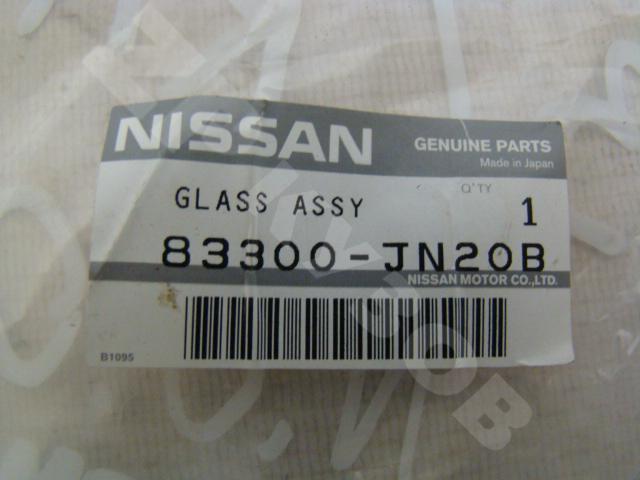 NISSAN
GENUINE PARTS
Made in Japan
Q'TY
GLASS ASSY 1
83300-JN20B
NISSAN MOTOR CO.,LTD.
B1095